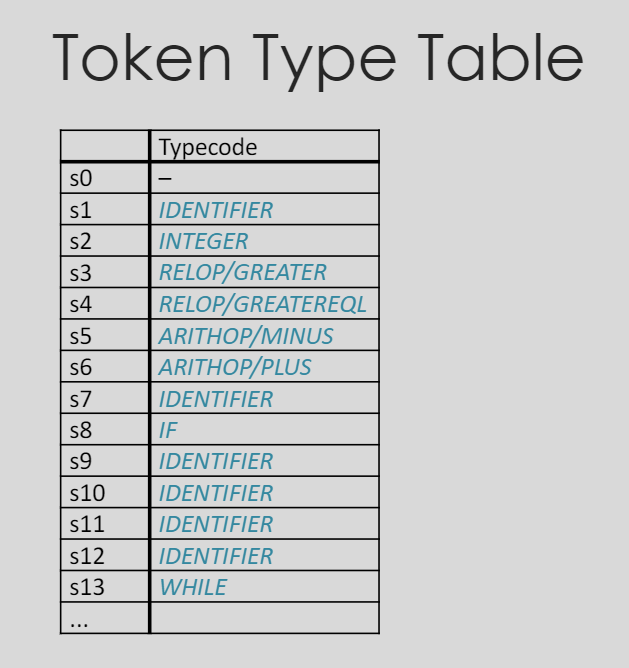 Token Type Table
Typecode
s0 –
s1 IDENTIFIER
s2 INTEGER
s3 RELOP/GREATER
s4 RELOP/GREATEREQL
s5 ARITHOP/MINUS
s6 ARITHOP/PLUS
s7 IDENTIFIER
s8 IF
s9 IDENTIFIER
s10 IDENTIFIER
s11 IDENTIFIER
s12 IDENTIFIER
s13 WHILE
...